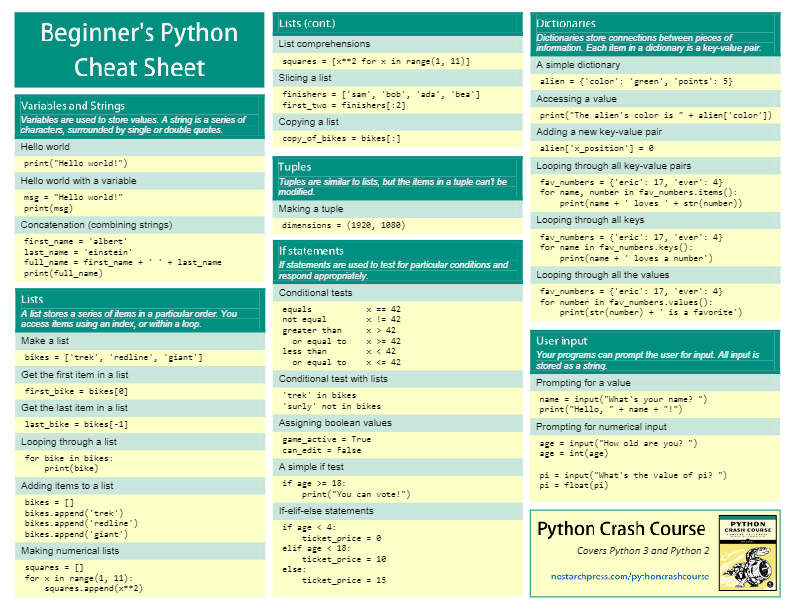 Beginner's Python
Cheat Sheet
Variables and Strings
Variables are used to store values. A string is a series of
characters, surrounded by single or double quotes.
Hello world
print("Hello world!")
Hello world with a variable
msg = "Hello world!"
print(msg)
Concatenation (combining strings)
first_name = 'albert'
last_name = 'einstein'
full_name = first_name + ' ' + last_name
print(full_name)
Lists
A list stores a series of items in a particular order. You
access items using an index, or within a loop.
Make a list
bikes = ['trek', 'redline', 'giant']
Get the first item in a list
first_bike = bikes[0]
Get the last item in a list
last_bike = bikes[-1]
Looping through a list
for bike in bikes:
    print(bike)
Adding items to a list
bikes = []
bikes.append('trek')
bikes.append('redline')
bikes.append('giant')
Making numerical lists
squares = []
for x in range(1, 11):
    squares.append(x**2)
Lists (cont.)
List comprehensions
squares = [x**2 for x in range(1, 11)]
Slicing a list
finishers = ['sam', 'bob', 'ada', 'bea']
first_two = finishers[:2]
Copying a list
copy_of_bikes = bikes[:]
Tuples
Tuples are similar to lists, but the items in a tuple can't be
modified.
Making a tuple
dimensions = (1920, 1080)
If statements
If statements are used to test for particular conditions and
respond appropriately.
Conditional tests
equals x == 42
not equal x != 42
greater than x > 42
or equal to x >= 42
less than x < 42
or equal to x <= 42
Conditional test with lists
'trek' in bikes
'surly' not in bikes
Assigning boolean values
game_active = True
can_edit = False
A simple if test
if age >= 18:
    print("You can vote!")
If-elif-else statements
if age < 4:
    ticket_price = 0
elif age < 18:
    ticket_price = 10
else:
    ticket_price = 15
Dictionaries
Dictionaries store connections between pieces of
information. Each item in a dictionary is a key-value pair.
A simple dictionary
alien = {'color': 'green', 'points': 5}
Accessing a value
print("The alien's color is " + alien['color'])
Adding a new key-value pair
alien['x_position'] = 0
Looping through all key-value pairs
fav_numbers = {'eric': 17, 'ever': 4}
for name, number in fav_numbers.items():
    print(name + ' loves ' + str(number))
Looping through all keys
fav_numbers = {'eric': 17, 'ever': 4}
for name in fav_numbers.keys():
    print(name + ' loves a number')
Looping through all the values
fav_numbers = {'eric': 17, 'ever': 4}
for number in fav_numbers.values():
    print(str(number) + ' is a favorite')
User input
Your programs can prompt the user for input. All input is
stored as a string.
Prompting for a value
name = input("What's your name? ")
print("Hello, " + name + "!")
Prompting for numerical input
age = input("How old are you? ")
age = int(age)
pi = input("What's the value of pi? ")
pi = float(pi)
Python Crash Course
Covers Python 3 and Python 2
nostarchpress.com/pythoncrashcourse
PYTHON
CRASH COURSE